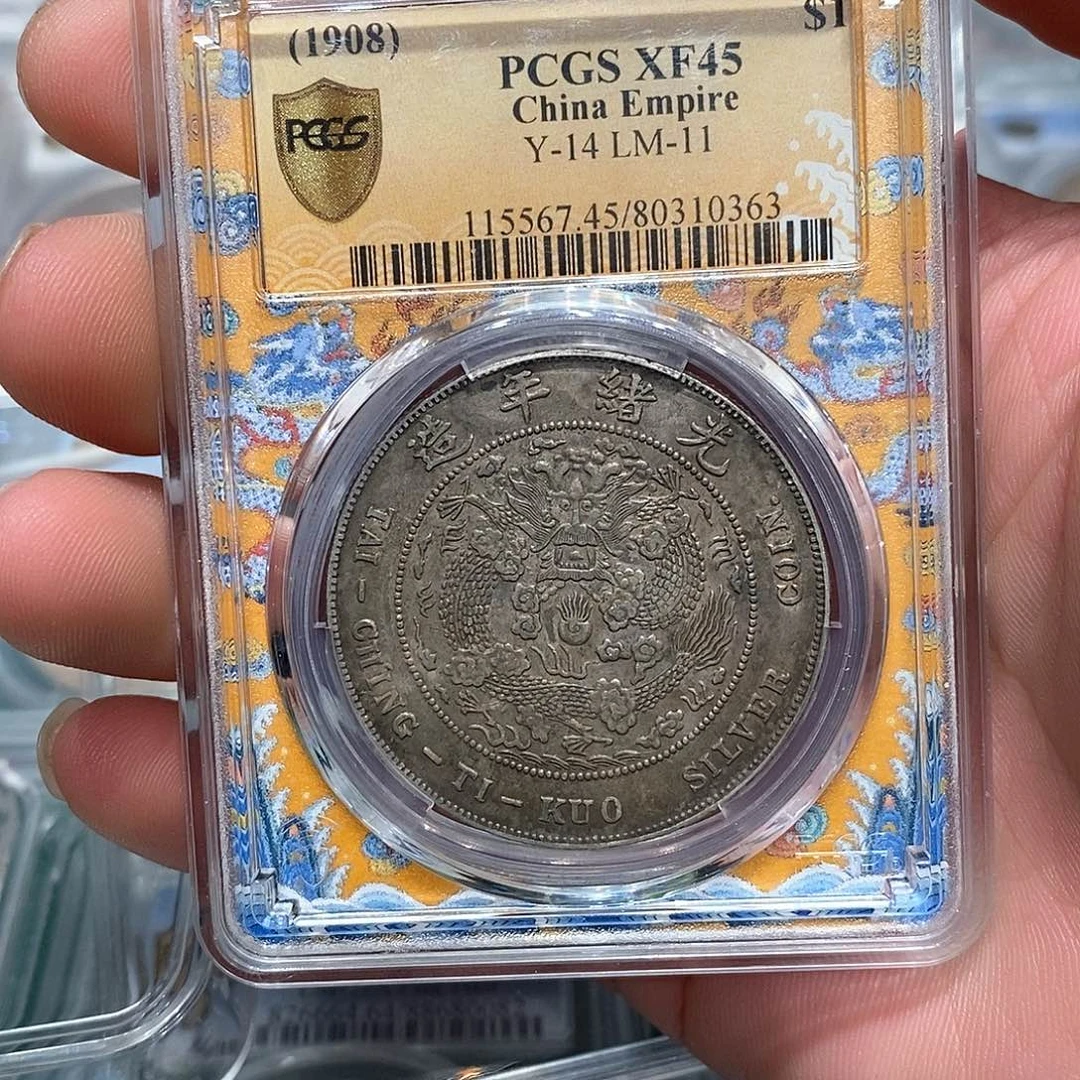 (1908) $1
PCGS XF45
China Empire
Y-14 LM-11
PCGS
115567.45/80310363
造年緒光
TAI-CHING-TI-KUO SILVER COIN.